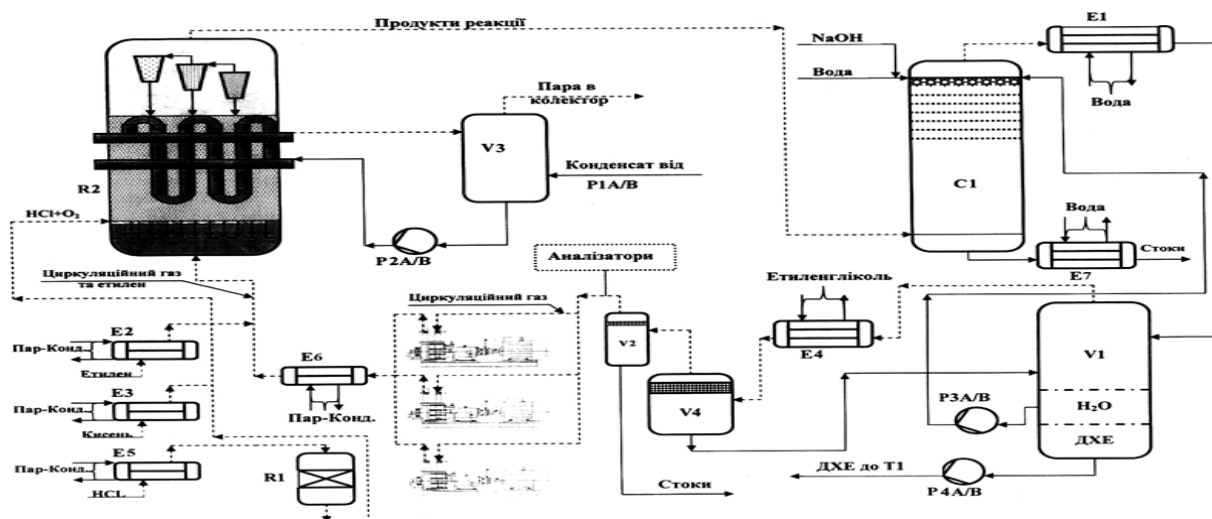 Продукти реакції
E1
NaOH
Вода
Вода
Пара в
колектор
V3
Конденсат від
P1A/B
C1
R2
HCl+O₂
P2A/B
Вода
Стоки
E7
Аналізатори
Циркуляційний газ
та етилен
Циркуляційний газ
Етиленгліколь
E4
V2
V1
E2
Пар-Конд.
Етилен
E6
Пар-Конд.
V4
P3A/B
H₂O
E3
Пар-Конд.
Кисень
ДХЕ
E5
Пар-Конд.
HCL
R1
ДХЕ до T1
P4A/B
Стоки